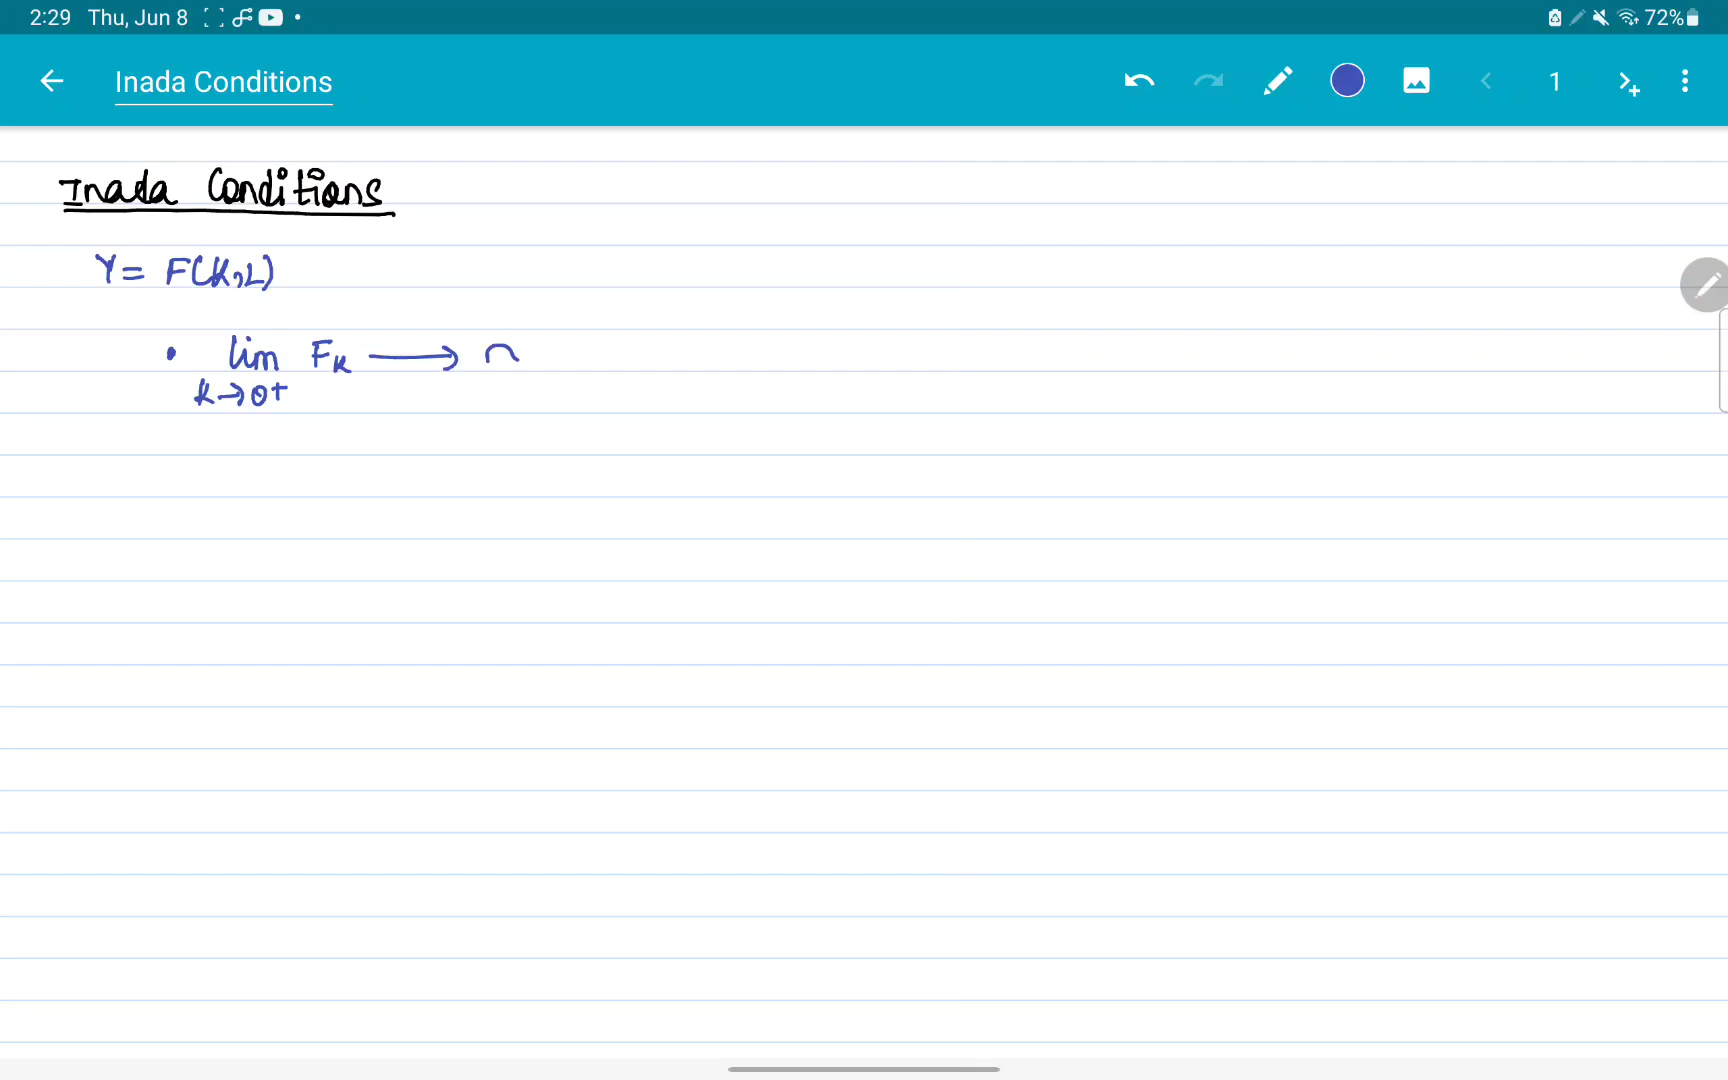 2:29 Thu, Jun 8 72%
Inada Conditions 1
Inada Conditions
Y = F(K,L)
• lim F_K ⟶
K→0+